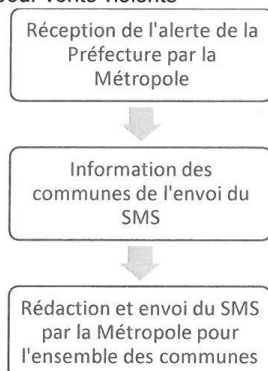 pour vents violents
Réception de l'alerte de la
Préfecture par la
Métropole
Information des
communes de l'envoi du
SMS
Rédaction et envoi du SMS
par la Métropole pour
l'ensemble des communes